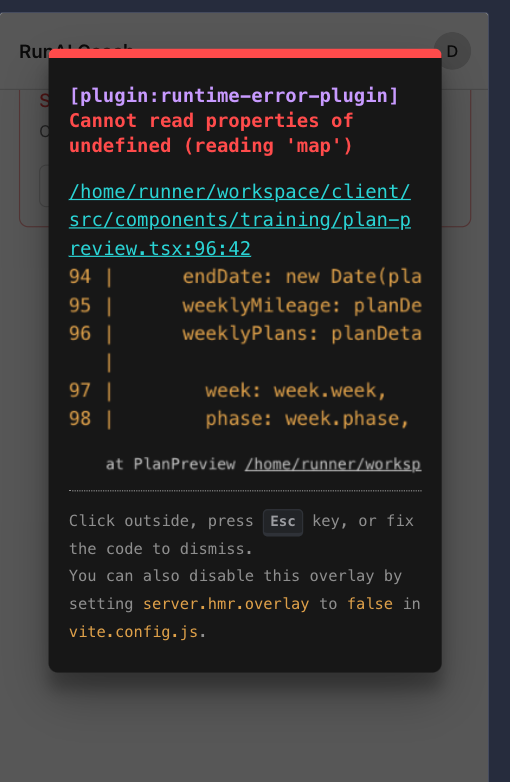 Run AI Coach
D
[plugin:runtime-error-plugin]
Cannot read properties of
undefined (reading 'map')
/home/runner/workspace/client/
src/components/training/plan-p
review.tsx:96:42
94 | endDate: new Date(pla
95 | weeklyMileage: planDe
96 | weeklyPlans: planDeta
|
97 | week: week.week,
98 | phase: week.phase,
at PlanPreview /home/runner/worksp
Click outside, press Esc key, or fix
the code to dismiss.
You can also disable this overlay by
setting server.hmr.overlay to false in
vite.config.js.